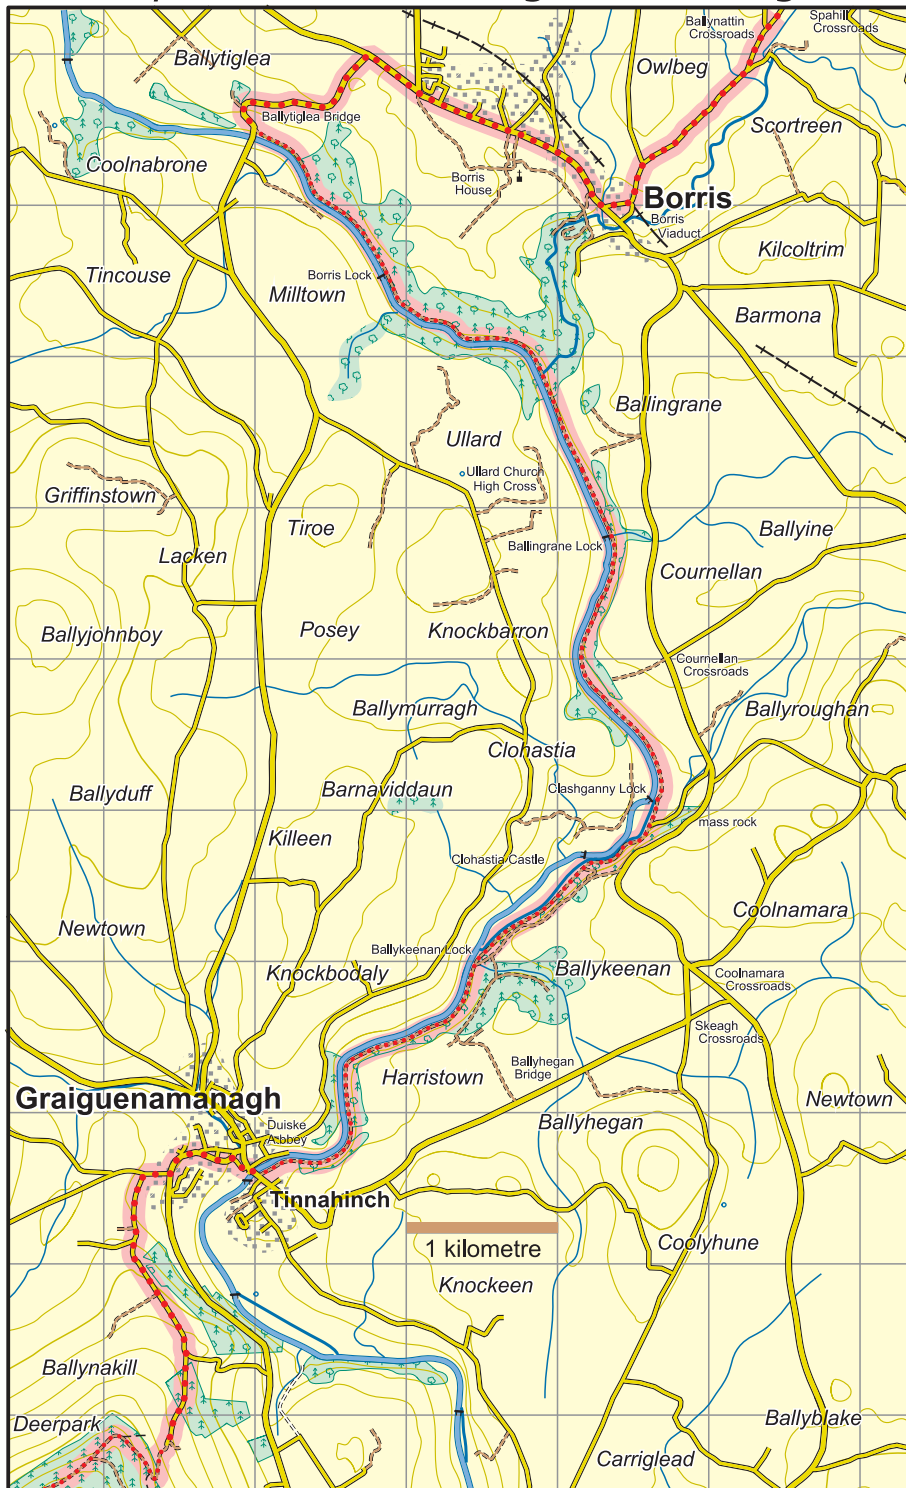 Ballynattin
Crossroads
Spahill
Crossroads
Ballytiglea
Owlbeg
Ballytiglea Bridge
Scortreen
Coolnabrone
Borris
House
Borris
Borris
Viaduct
Kilcoltrim
Tincouse
Borris Lock
Milltown
Barmona
Ballingrane
Ullard
Ullard Church
High Cross
Griffinstown
Tiroe
Ballyine
Lacken
Ballingrane Lock
Cournellan
Ballyjohnboy
Posey
Knockbarron
Cournellan
Crossroads
Ballymurragh
Ballyroughan
Clohastia
Ballyduff
Barnaviddaun
Clashganny Lock
mass rock
Killeen
Clohastia Castle
Coolnamara
Newtown
Ballykeenan Lock
Knockbodaly
Ballykeenan
Coolnamara
Crossroads
Skeagh
Crossroads
Ballyhegan
Bridge
Harristown
Graiguenamanagh
Newtown
Duiske
Abbey
Ballyhegan
Tinnahinch
1 kilometre
Coolyhune
Knockeen
Ballynakill
Deerpark
Ballyblake
Carriglead